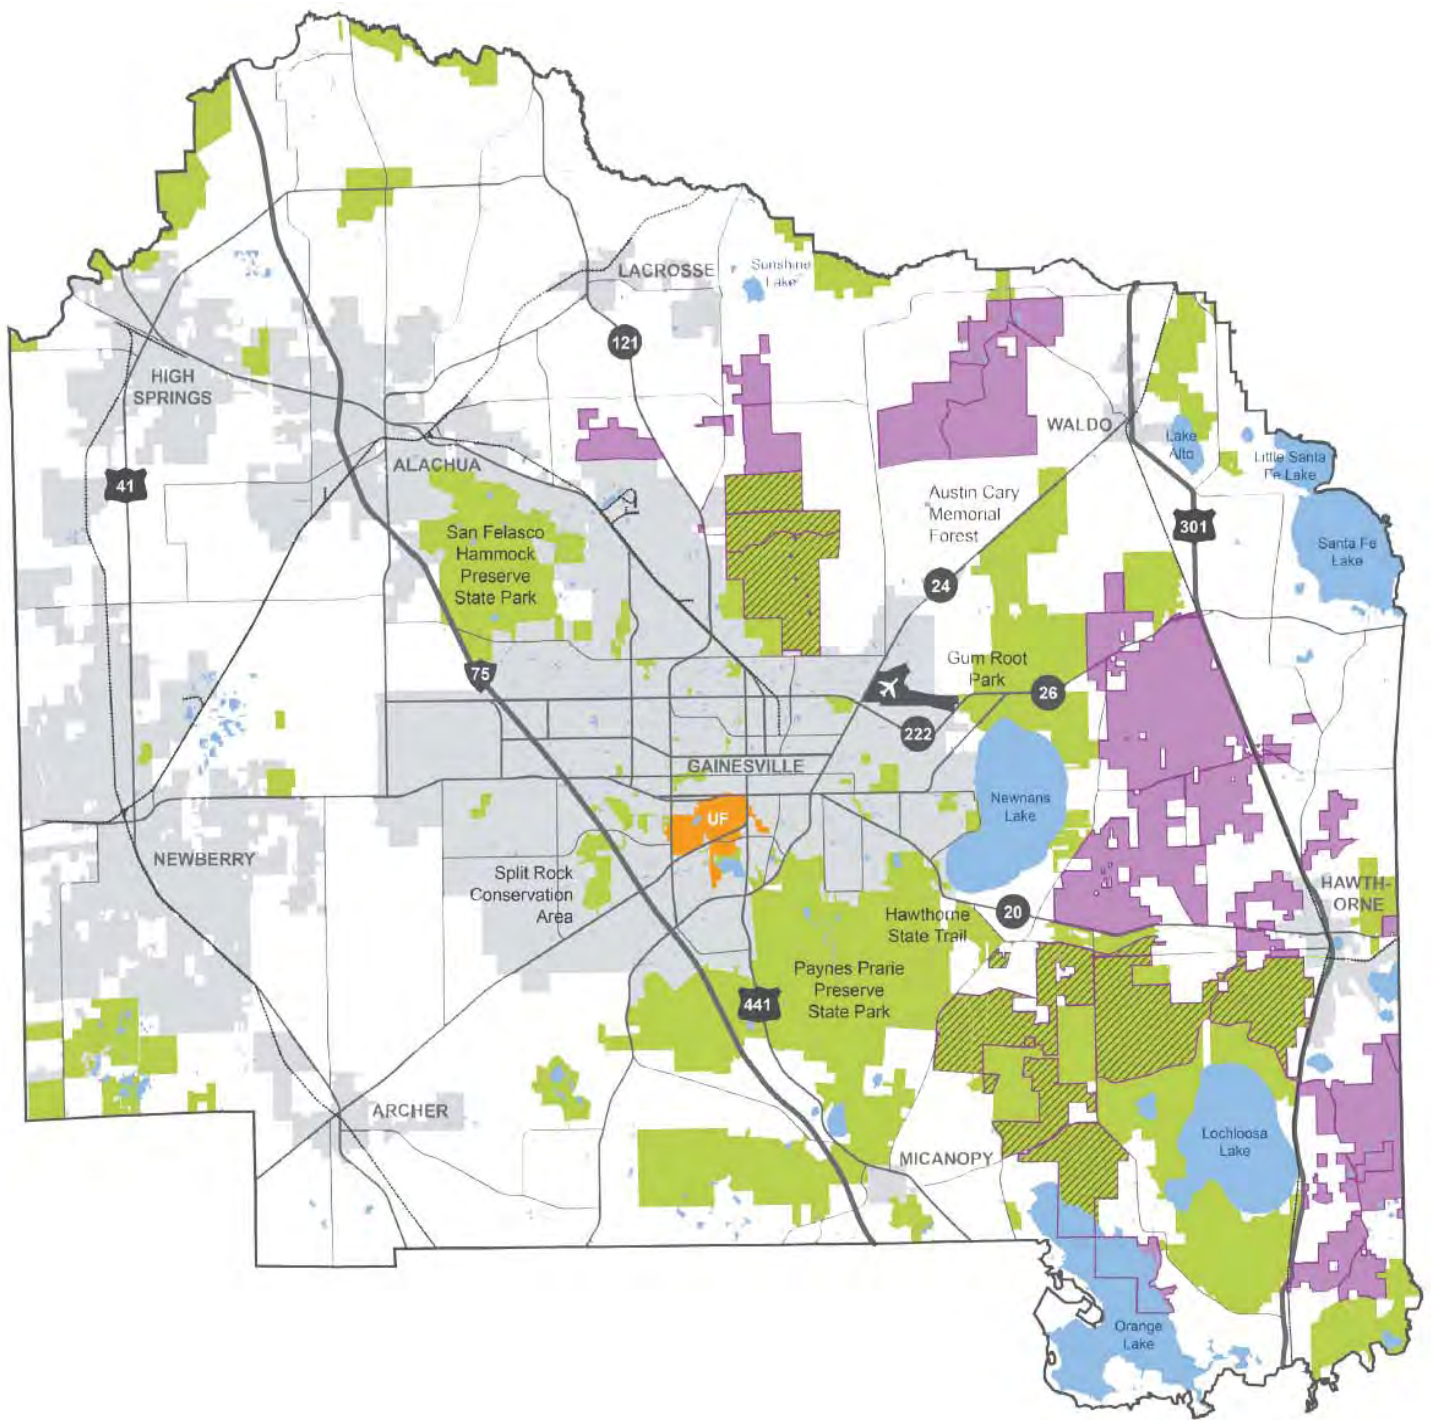 LACROSSE
Sunshine
Lake
121
HIGH
SPRINGS
WALDO
Lake
Alto
Little Santa
Fe Lake
ALACHUA
41
Austin Cary
Memorial
Forest
301
San Felasco
Hammock
Preserve
State Park
Santa Fe
Lake
24
Gum Root
Park
75
26
222
GAINESVILLE
Newnans
Lake
UF
NEWBERRY
Split Rock
Conservation
Area
HAWTH-
ORNE
20
Hawthorne
State Trail
Paynes Prarie
Preserve
State Park
441
ARCHER
Lochloosa
Lake
MICANOPY
Orange
Lake